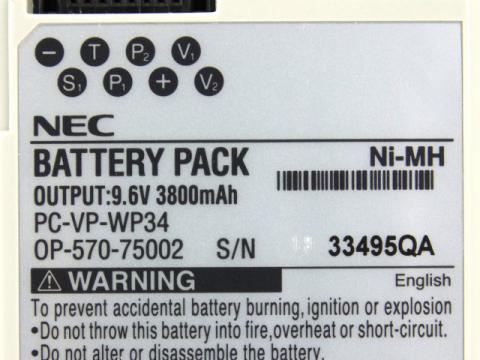 − T P2 V1
S1 P1 + V2
NEC
BATTERY PACK Ni-MH
OUTPUT:9.6V 3800mAh
PC-VP-WP34
OP-570-75002 S/N 33495QA
WARNING English
To prevent accidental battery burning, ignition or explosion
•Do not throw this battery into fire, overheat or short-circuit.
•Do not alter or disassemble the battery.